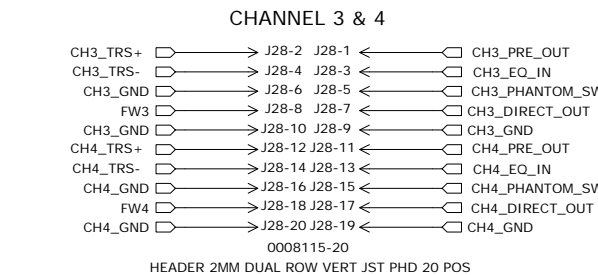 CHANNEL 3 & 4
CH3_TRS+ J28-2 J28-1 CH3_PRE_OUT
CH3_TRS- J28-4 J28-3 CH3_EQ_IN
CH3_GND J28-6 J28-5 CH3_PHANTOM_SW
FW3 J28-8 J28-7 CH3_DIRECT_OUT
CH3_GND J28-10 J28-9 CH3_GND
CH4_TRS+ J28-12 J28-11 CH4_PRE_OUT
CH4_TRS- J28-14 J28-13 CH4_EQ_IN
CH4_GND J28-16 J28-15 CH4_PHANTOM_SW
FW4 J28-18 J28-17 CH4_DIRECT_OUT
CH4_GND J28-20 J28-19 CH4_GND
0008115-20
HEADER 2MM DUAL ROW VERT JST PHD 20 POS